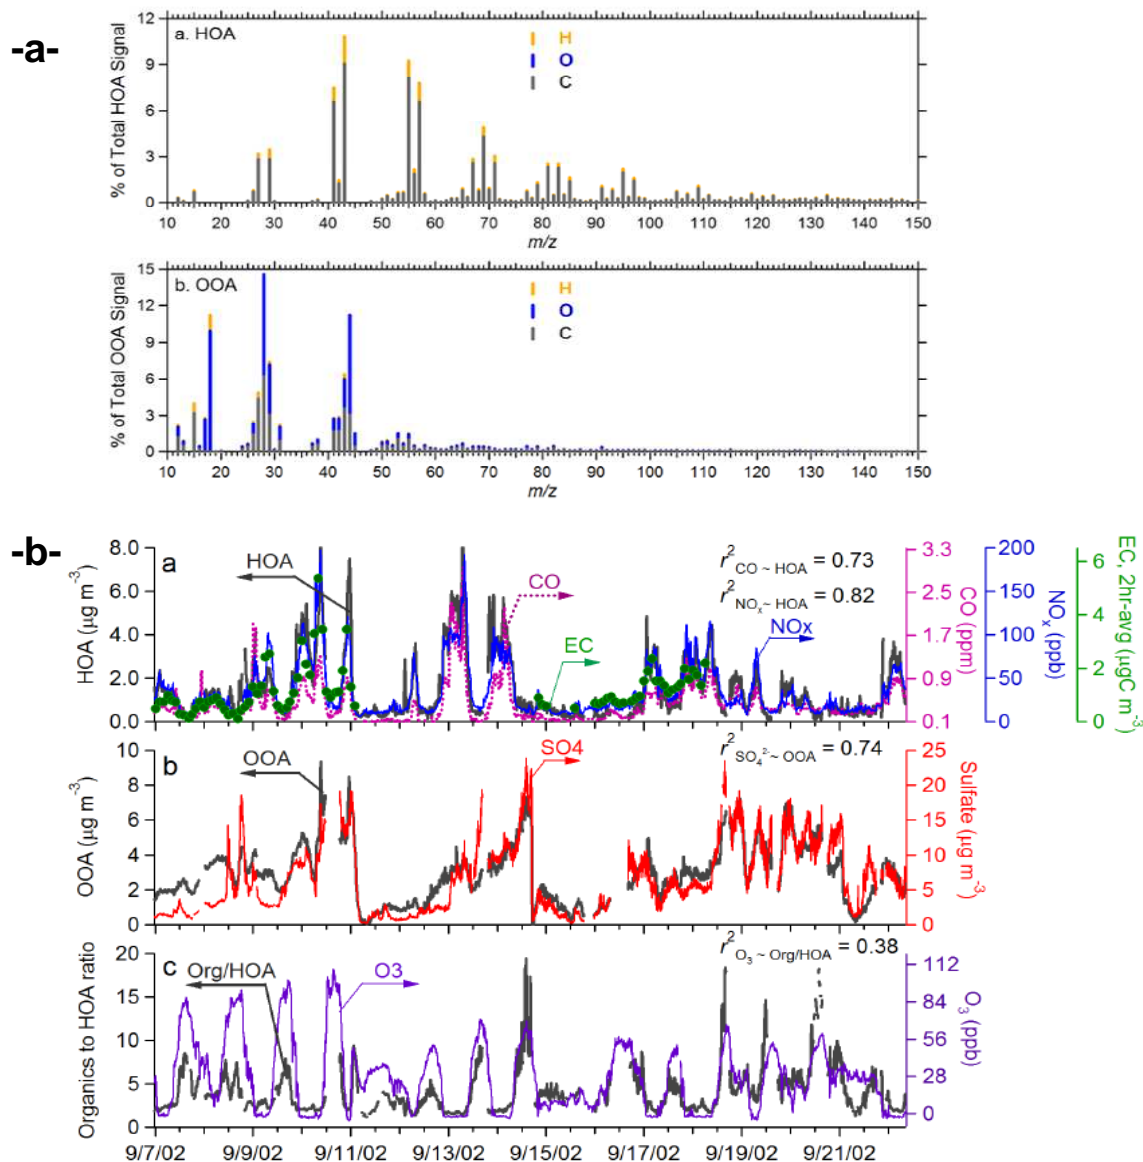 -a-
a. HOA
H
O
C
% of Total HOA Signal
12
9
6
3
0
10 20 30 40 50 60 70 80 90 100 110 120 130 140 150
m/z
b. OOA
H
O
C
% of Total OOA Signal
15
12
9
6
3
0
10 20 30 40 50 60 70 80 90 100 110 120 130 140 150
m/z
-b-
a
HOA
CO
EC
NOx
r² CO ~ HOA = 0.73
r² NOx~ HOA = 0.82
HOA (µg m⁻³)
8.0
6.0
4.0
2.0
0.0
3.3
2.5
1.7
0.9
0.1
CO (ppm)
200
150
100
50
0
NOx (ppb)
6
4
2
0
EC, 2hr-avg (µgC m⁻³)
b
OOA
SO4
r² SO₄²⁻~ OOA = 0.74
OOA (µg m⁻³)
10
8
6
4
2
0
25
20
15
10
5
0
Sulfate (µg m⁻³)
c
Org/HOA
O3
r² O₃ ~ Org/HOA = 0.38
Organics to HOA ratio
20
15
10
5
0
112
84
56
28
0
O₃ (ppb)
9/7/02 9/9/02 9/11/02 9/13/02 9/15/02 9/17/02 9/19/02 9/21/02